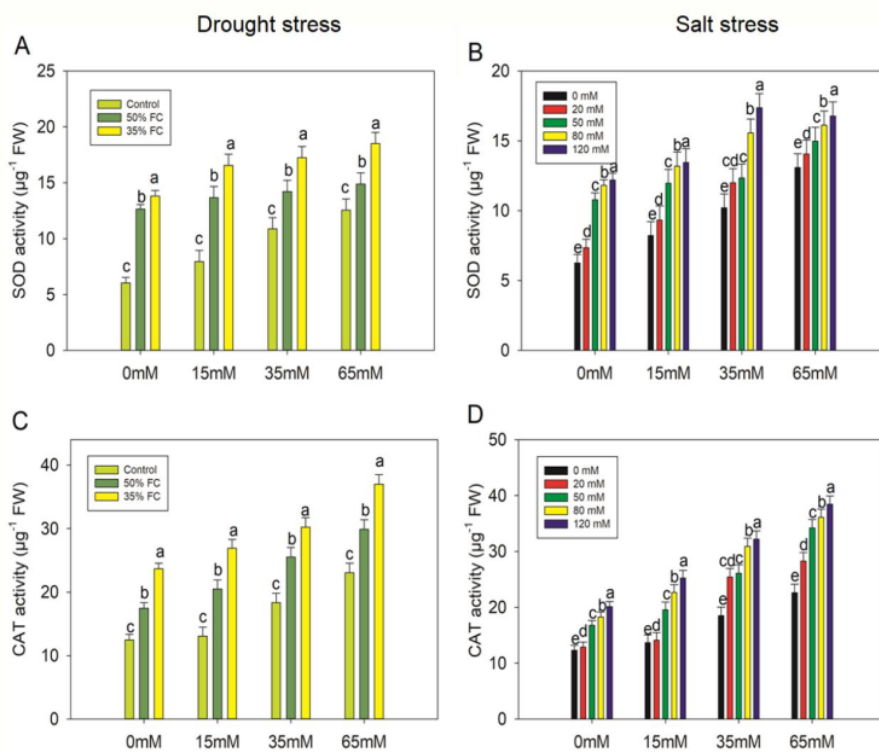 Drought stress
Salt stress
A
SOD activity (µg⁻¹ FW)
25
20
15
10
5
0
Control
50% FC
35% FC
c b a
c b a
c b a
c b a
0mM 15mM 35mM 65mM
B
SOD activity (µg⁻¹ FW)
20
15
10
5
0
0 mM
20 mM
50 mM
80 mM
120 mM
e d c b a
e d c b a
e cd c b a
e d c b a
0mM 15mM 35mM 65mM
C
CAT activity (µg⁻¹ FW)
40
30
20
10
0
Control
50% FC
35% FC
c b a
c b a
c b a
c b a
0mM 15mM 35mM 65mM
D
CAT activity (µg⁻¹ FW)
50
40
30
20
10
0
0 mM
20 mM
50 mM
80 mM
120 mM
e d c b a
e d c b a
e cd c b a
e d c b a
0mM 15mM 35mM 65mM